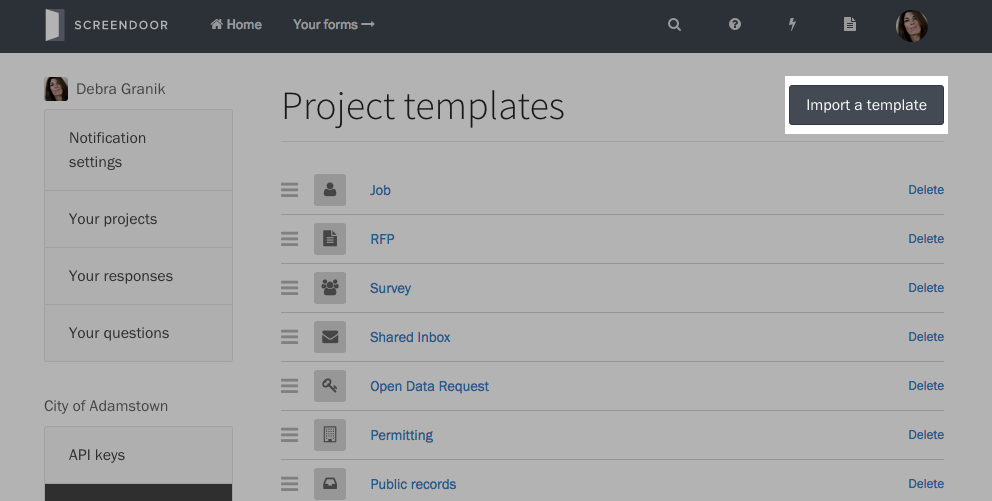 SCREENDOOR
Home
Your forms
Debra Granik
Notification
settings
Your projects
Your responses
Your questions
City of Adamstown
API keys
Project templates
Import a template
Job
Delete
RFP
Delete
Survey
Delete
Shared Inbox
Delete
Open Data Request
Delete
Permitting
Delete
Public records
Delete